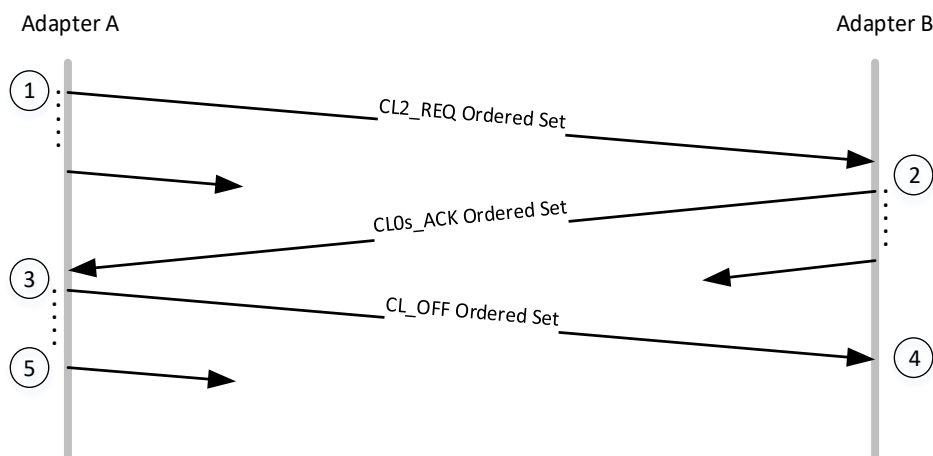 Adapter A
Adapter B
1
CL2_REQ Ordered Set
2
CL0s_ACK Ordered Set
3
CL_OFF Ordered Set
4
5